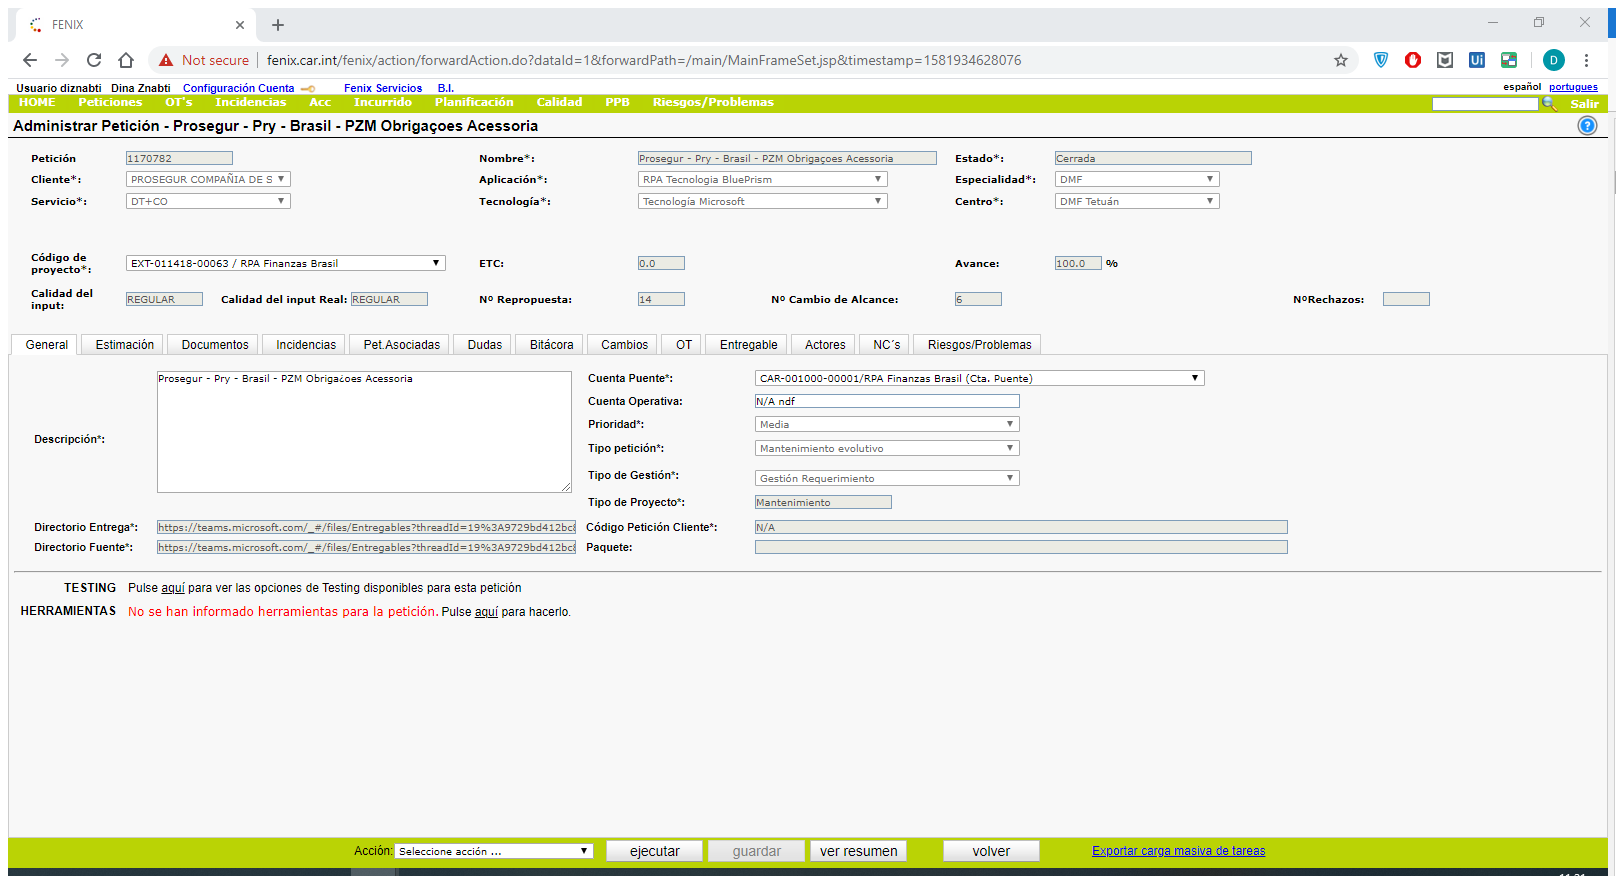 FENIX
Not secure fenix.car.int/fenix/action/forwardAction.do?dataId=1&forwardPath=/main/MainFrameSet.jsp&timestamp=1581934628076
Ui D
Usuario diznabti Dina Znabti Configuración Cuenta Fenix Servicios B.I. español portugues
HOME Peticiones OT's Incidencias Acc Incurrido Planificación Calidad PPB Riesgos/Problemas Salir
Administrar Petición - Prosegur - Pry - Brasil - PZM Obrigaçoes Acessoria ?
Petición 1170782 Nombre*: Prosegur - Pry - Brasil - PZM Obrigaçoes Acessoria Estado*: Cerrada
Cliente*: PROSEGUR COMPAÑIA DE S Aplicación*: RPA Tecnologia BluePrism Especialidad*: DMF
Servicio*: DT+CO Tecnología*: Tecnología Microsoft Centro*: DMF Tetuán
Código de proyecto*: EXT-011418-00063 / RPA Finanzas Brasil ETC: 0.0 Avance: 100.0 %
Calidad del input: REGULAR Calidad del input Real: REGULAR Nº Repropuesta: 14 Nº Cambio de Alcance: 6 NºRechazos:
General Estimación Documentos Incidencias Pet.Asociadas Dudas Bitácora Cambios OT Entregable Actores NC´s Riesgos/Problemas
Descripción*: Prosegur - Pry - Brasil - PZM Obrigaćoes Acessoria
Cuenta Puente*: CAR-001000-00001/RPA Finanzas Brasil (Cta. Puente)
Cuenta Operativa: N/A ndf
Prioridad*: Media
Tipo petición*: Mantenimiento evolutivo
Tipo de Gestión*: Gestión Requerimiento
Tipo de Proyecto*: Mantenimiento
Directorio Entrega*: https://teams.microsoft.com/_#/files/Entregables?threadId=19%3A9729bd412bc8 Código Petición Cliente*: N/A
Directorio Fuente*: https://teams.microsoft.com/_#/files/Entregables?threadId=19%3A9729bd412bc8 Paquete:
TESTING Pulse aquí para ver las opciones de Testing disponibles para esta petición
HERRAMIENTAS No se han informado herramientas para la petición. Pulse aquí para hacerlo.
Acción: Seleccione acción ... ejecutar guardar ver resumen volver Exportar carga masiva de tareas